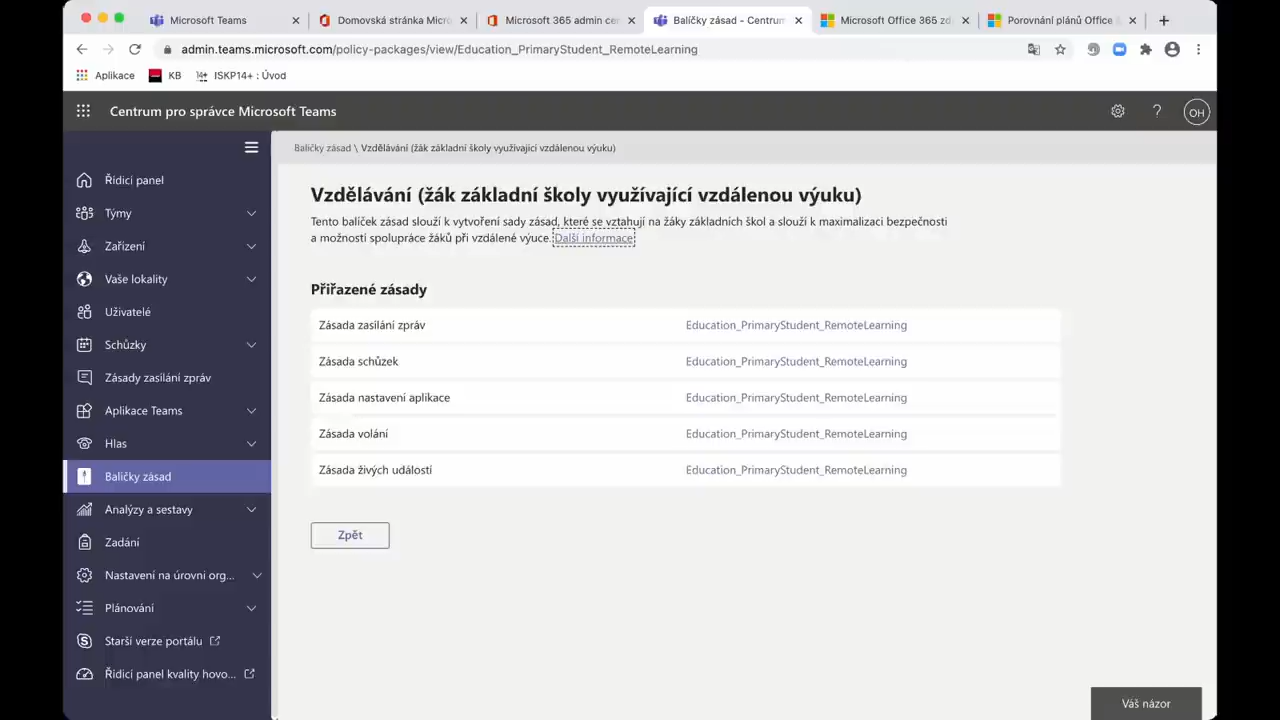 Microsoft Teams
Domovská stránka Micro
Microsoft 365 admin cen
Balíčky zásad - Centrum
Microsoft Office 365 zd
Porovnání plánů Office
admin.teams.microsoft.com/policy-packages/view/Education_PrimaryStudent_RemoteLearning
Aplikace
KB
ISKP14+ : Úvod
Centrum pro správce Microsoft Teams
OH
Balíčky zásad \ Vzdělávání (žák základní školy využívající vzdálenou výuku)
Řídicí panel
Týmy
Zařízení
Vaše lokality
Uživatelé
Schůzky
Zásady zasílání zpráv
Aplikace Teams
Hlas
Balíčky zásad
Analýzy a sestavy
Zadání
Nastavení na úrovni org...
Plánování
Starší verze portálu
Řídicí panel kvality hovo...
Vzdělávání (žák základní školy využívající vzdálenou výuku)
Tento balíček zásad slouží k vytvoření sady zásad, které se vztahují na žáky základních škol a slouží k maximalizaci bezpečnosti
a možnosti spolupráce žáků při vzdálené výuce. Další informace
Přiřazené zásady
Zásada zasílání zpráv Education_PrimaryStudent_RemoteLearning
Zásada schůzek Education_PrimaryStudent_RemoteLearning
Zásada nastavení aplikace Education_PrimaryStudent_RemoteLearning
Zásada volání Education_PrimaryStudent_RemoteLearning
Zásada živých událostí Education_PrimaryStudent_RemoteLearning
Zpět
Váš názor